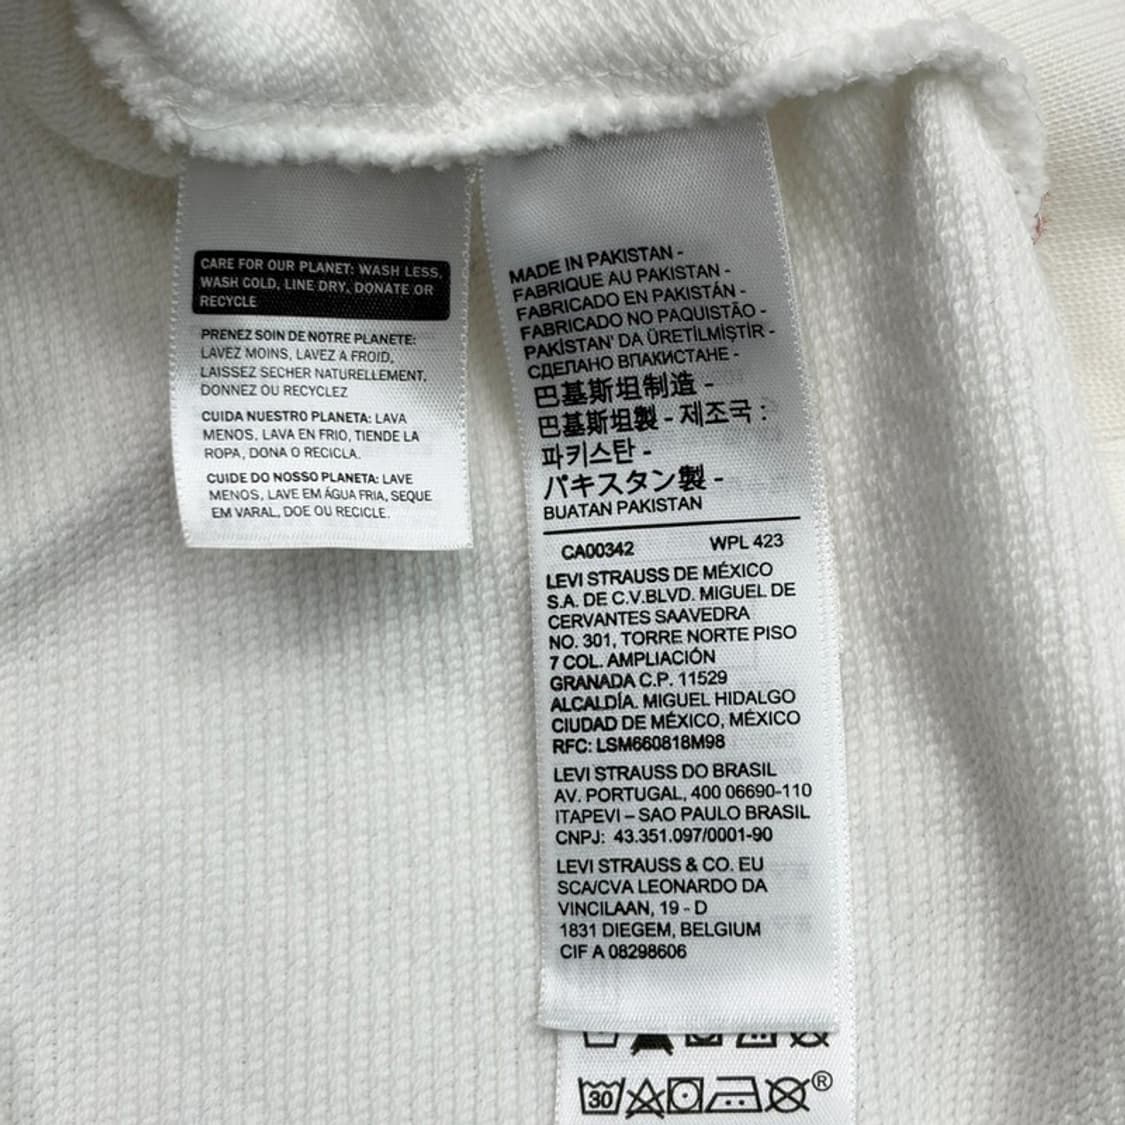 CARE FOR OUR PLANET: WASH LESS,
WASH COLD, LINE DRY, DONATE OR
RECYCLE
PRENEZ SOIN DE NOTRE PLANETE:
LAVEZ MOINS, LAVEZ A FROID,
LAISSEZ SECHER NATURELLEMENT,
DONNEZ OU RECYCLEZ
CUIDA NUESTRO PLANETA: LAVA
MENOS, LAVA EN FRIO, TIENDE LA
ROPA, DONA O RECICLA.
CUIDE DO NOSSO PLANETA: LAVE
MENOS, LAVE EM ÁGUA FRIA, SEQUE
EM VARAL, DOE OU RECICLE.
MADE IN PAKISTAN -
FABRIQUE AU PAKISTAN -
FABRICADO EN PAKISTÁN -
FABRICADO NO PAQUISTÃO -
PAKİSTAN' DA ÜRETİLMİŞTİR -
СДЕЛАНО ВПАКИСТАНЕ -
巴基斯坦制造 -
巴基斯坦製 - 제조국 :
파키스탄 -
パキスタン製 -
BUATAN PAKISTAN
CA00342 WPL 423
LEVI STRAUSS DE MÉXICO
S.A. DE C.V.BLVD. MIGUEL DE
CERVANTES SAAVEDRA
NO. 301, TORRE NORTE PISO
7 COL. AMPLIACIÓN
GRANADA C.P. 11529
ALCALDÍA. MIGUEL HIDALGO
CIUDAD DE MÉXICO, MÉXICO
RFC: LSM660818M98
LEVI STRAUSS DO BRASIL
AV. PORTUGAL, 400 06690-110
ITAPEVI – SAO PAULO BRASIL
CNPJ: 43.351.097/0001-90
LEVI STRAUSS & CO. EU
SCA/CVA LEONARDO DA
VINCILAAN, 19 - D
1831 DIEGEM, BELGIUM
CIF A 08298606
30 ®